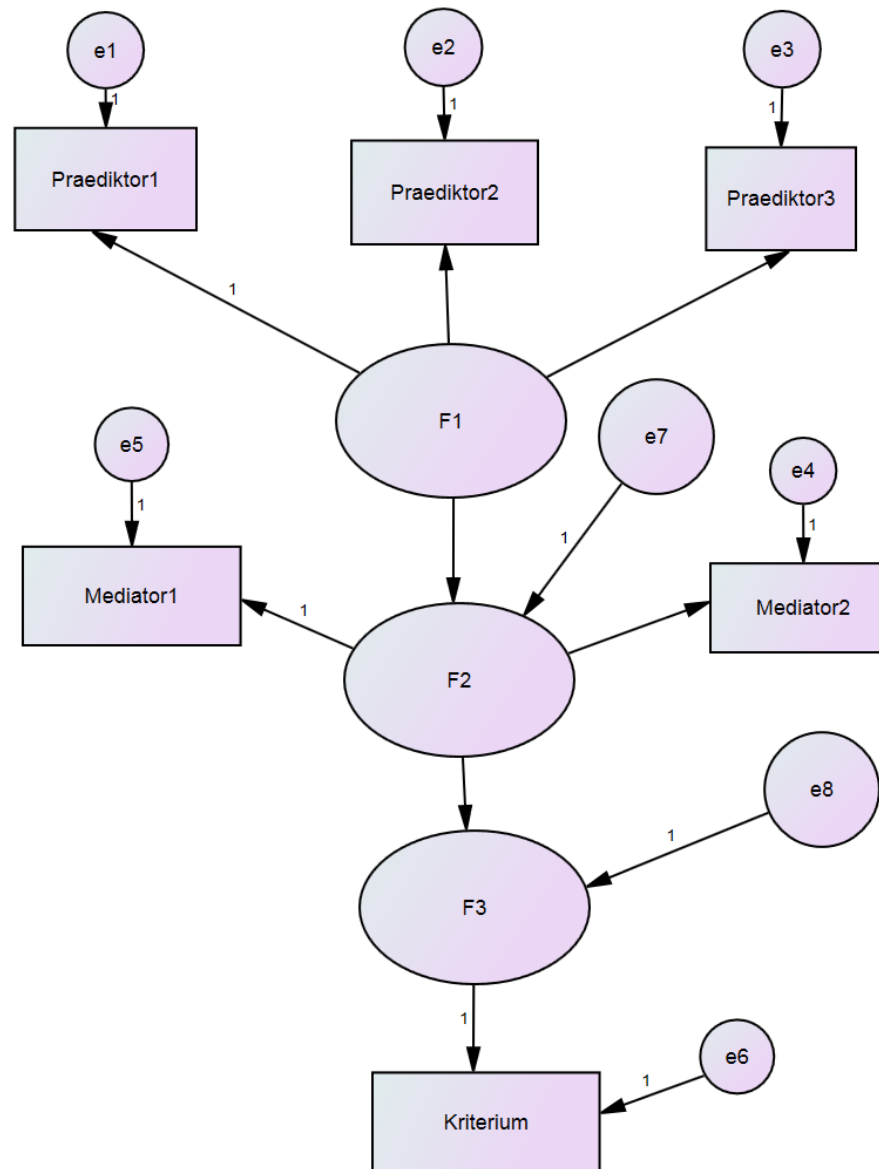 e1
e2
e3
1
1
1
Praediktor1
Praediktor2
Praediktor3
1
F1
e7
e5
e4
1
1
1
Mediator1
Mediator2
1
F2
e8
1
F3
1
e6
1
Kriterium